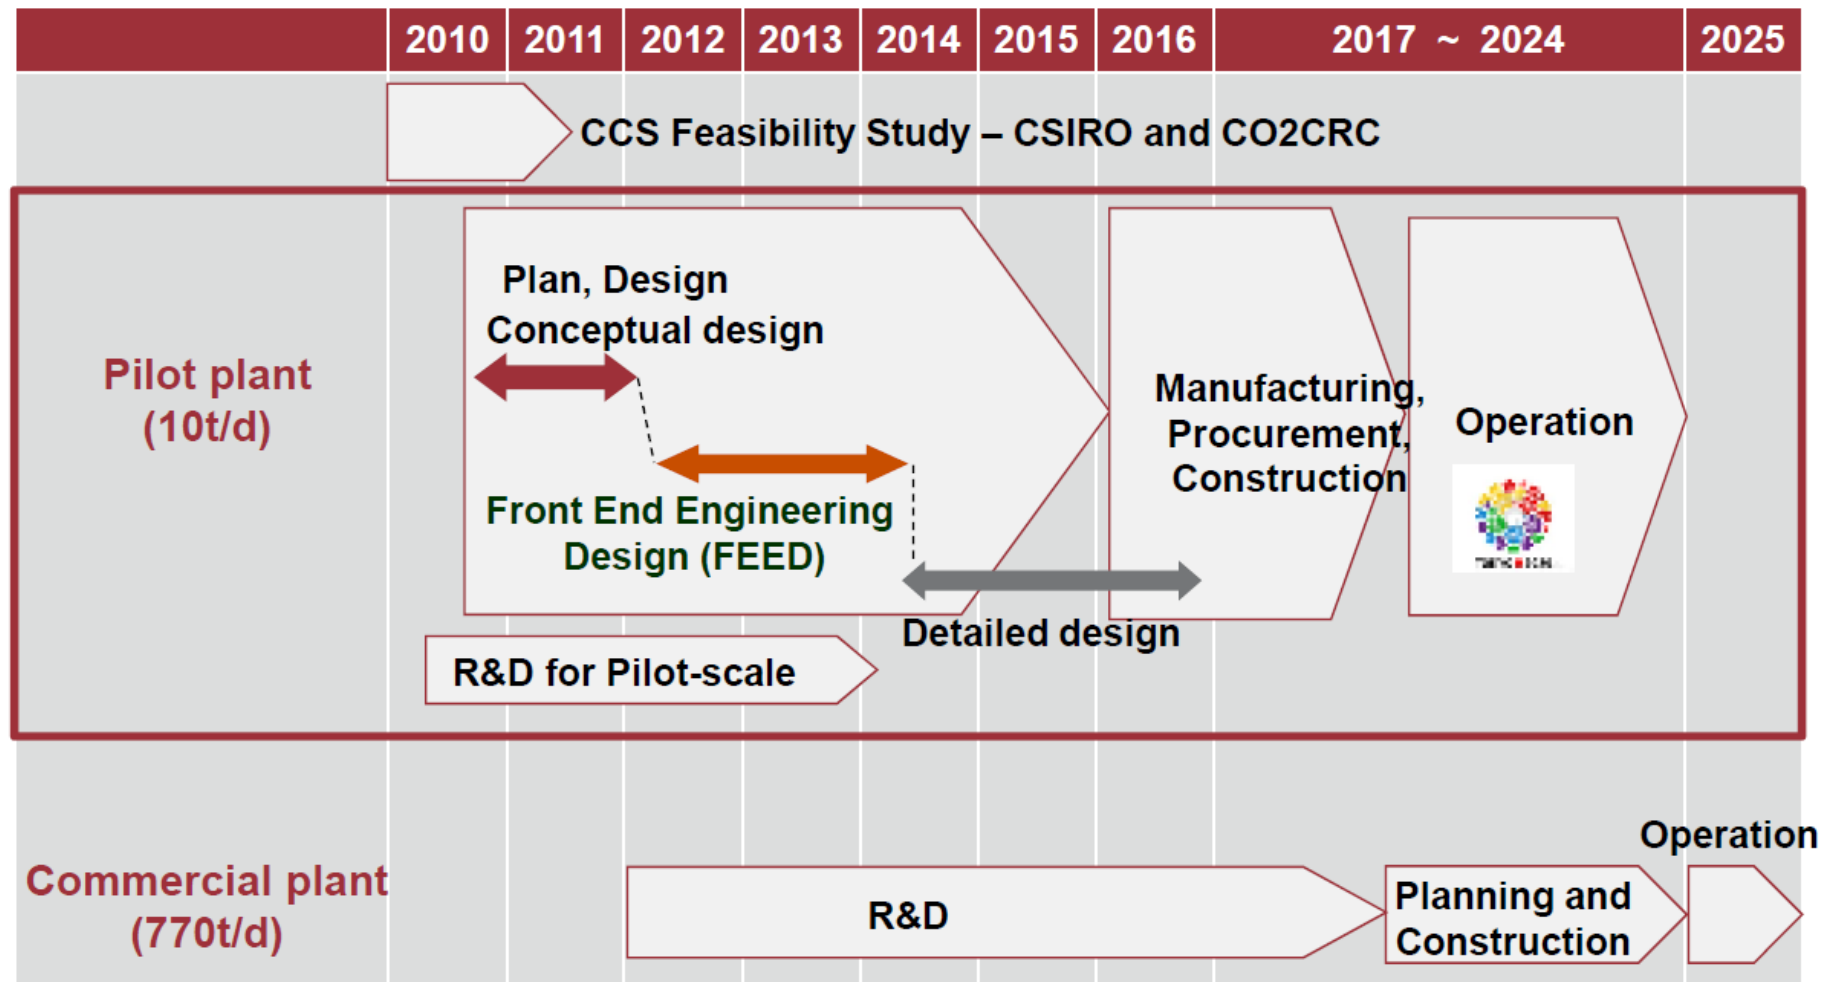 2010 2011 2012 2013 2014 2015 2016 2017 ~ 2024 2025
CCS Feasibility Study – CSIRO and CO2CRC
Pilot plant
(10t/d)
Plan, Design
Conceptual design
Front End Engineering
Design (FEED)
Detailed design
Manufacturing,
Procurement,
Construction
Operation
R&D for Pilot-scale
Commercial plant
(770t/d)
R&D
Planning and
Construction
Operation